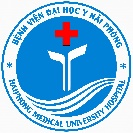 BỆNH VIỆN ĐẠI HỌC Y HẢI PHÒNG
HAIPHONG MEDICAL UNIVERSITY HOSPITAL